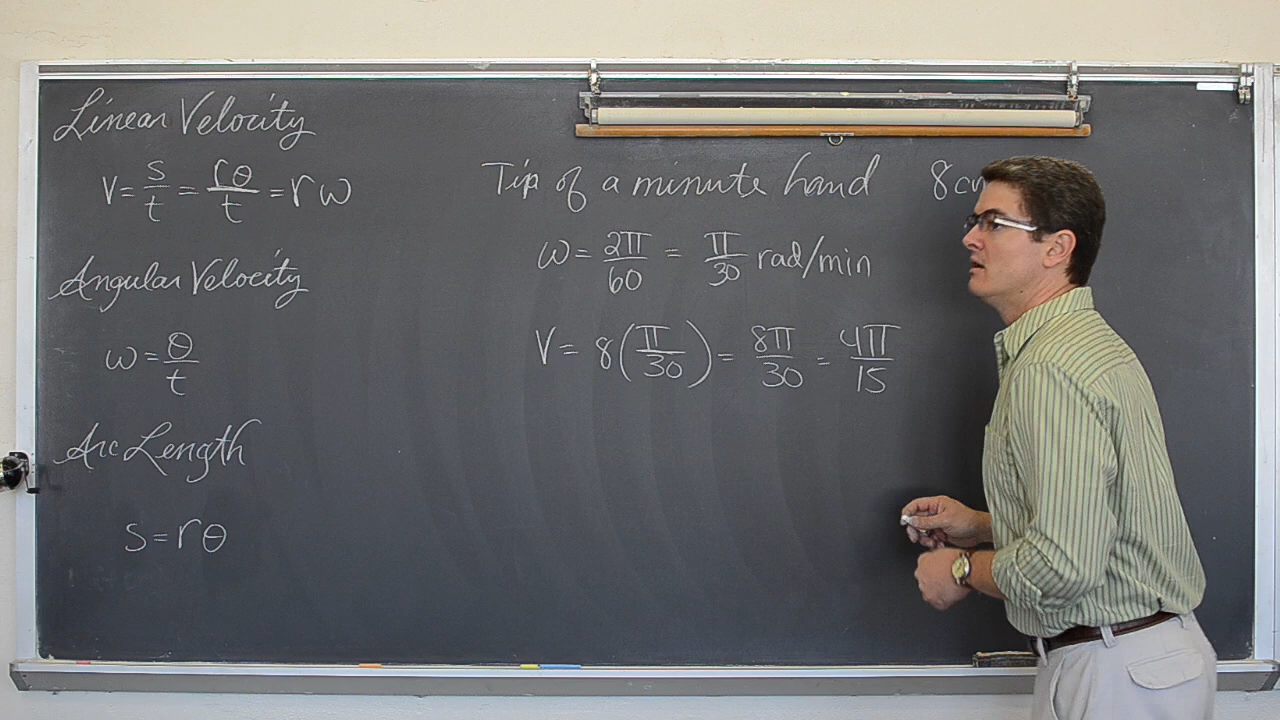 Linear Velocity
V = s/t = rθ/t = rω
Angular Velocity
ω = θ/t
Arc Length
s = rθ
Tip of a minute hand 8
ω = 2π/60 = π/30 rad/min
V = 8(π/30) = 8π/30 = 4π/15